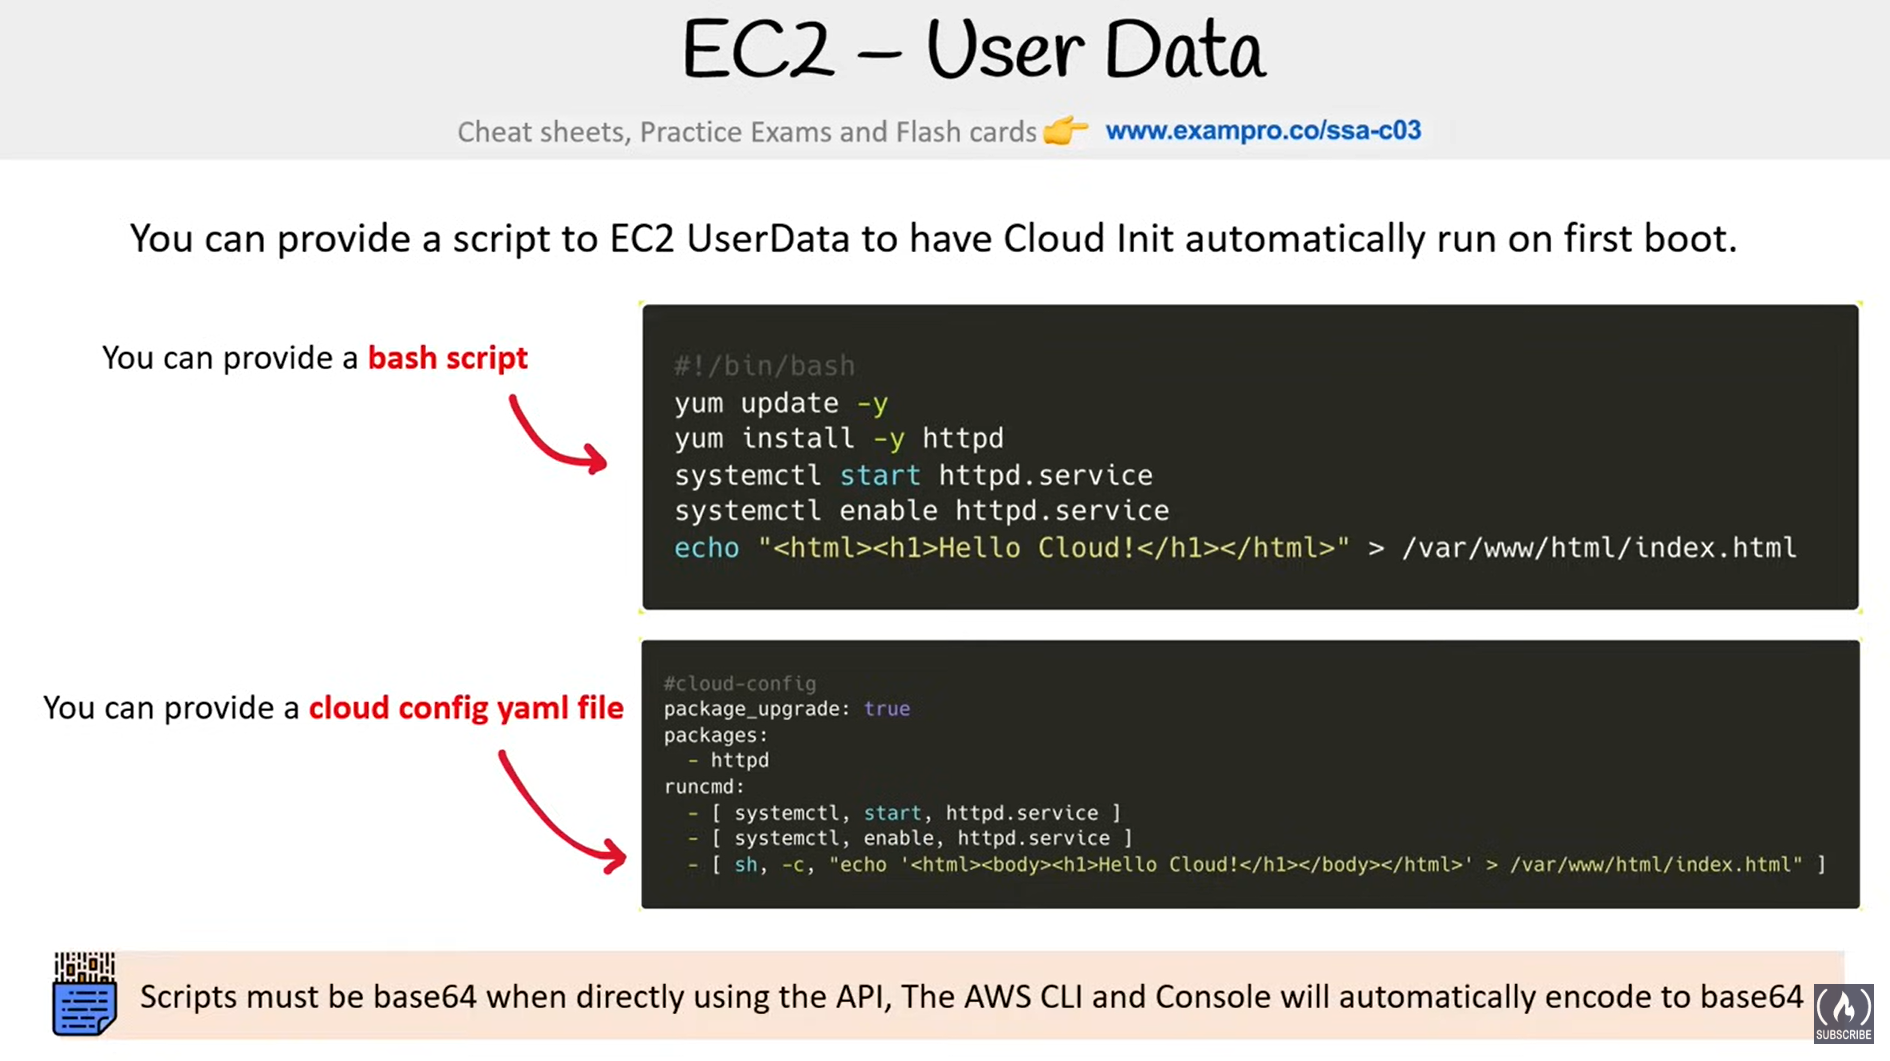 EC2 – User Data
Cheat sheets, Practice Exams and Flash cards www.exampro.co/ssa-c03
You can provide a script to EC2 UserData to have Cloud Init automatically run on first boot.
You can provide a bash script
#!/bin/bash
yum update -y
yum install -y httpd
systemctl start httpd.service
systemctl enable httpd.service
echo "<html><h1>Hello Cloud!</h1></html>" > /var/www/html/index.html
You can provide a cloud config yaml file
#cloud-config
package_upgrade: true
packages:
  - httpd
runcmd:
  - [ systemctl, start, httpd.service ]
  - [ systemctl, enable, httpd.service ]
  - [ sh, -c, "echo '<html><body><h1>Hello Cloud!</h1></body></html>' > /var/www/html/index.html" ]
Scripts must be base64 when directly using the API, The AWS CLI and Console will automatically encode to base64
SUBSCRIBE